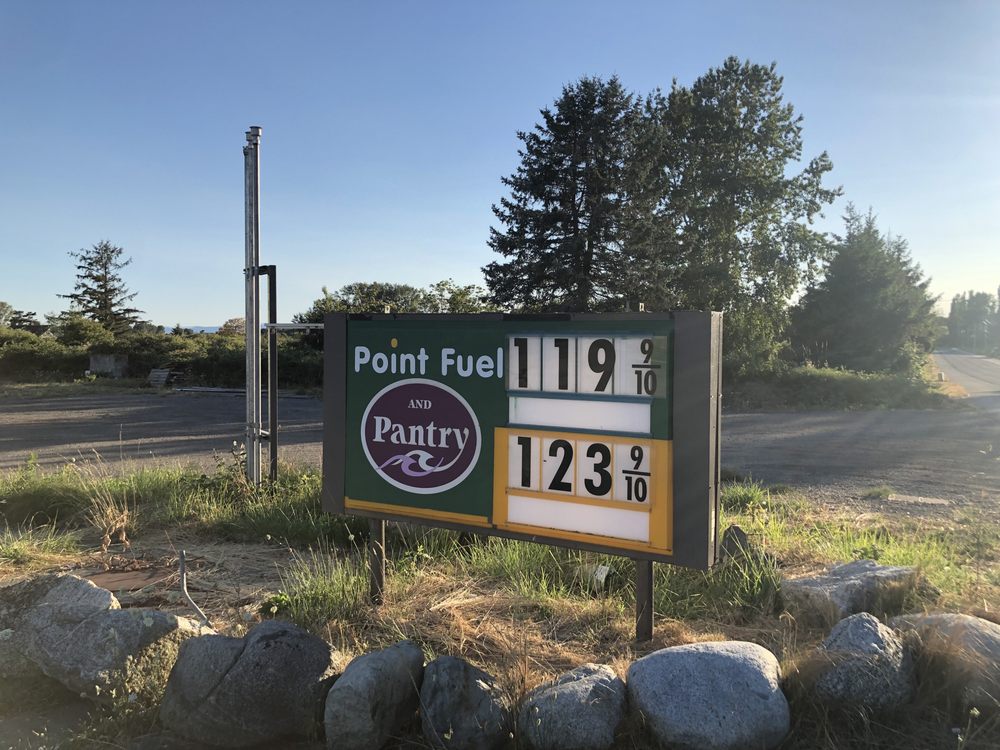 Point Fuel
AND
Pantry
119 9/10
123 9/10